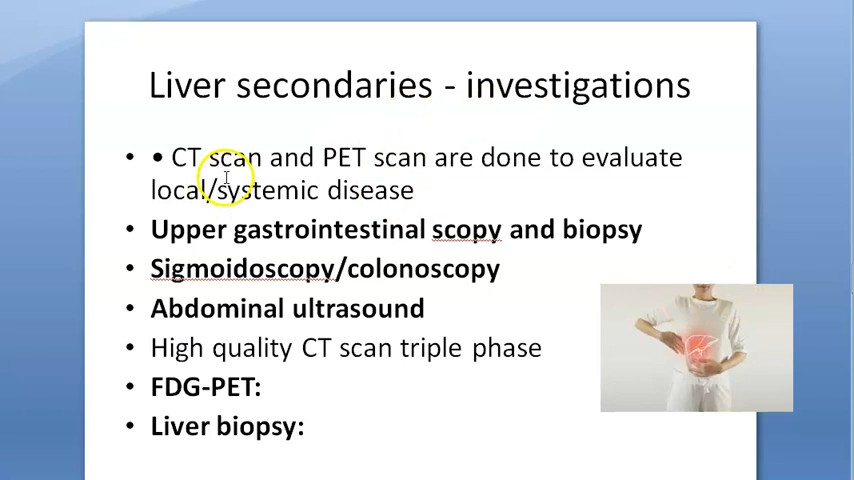 Liver secondaries - investigations
• • CT scan and PET scan are done to evaluate
local/systemic disease
• Upper gastrointestinal scopy and biopsy
• Sigmoidoscopy/colonoscopy
• Abdominal ultrasound
• High quality CT scan triple phase
• FDG-PET:
• Liver biopsy: